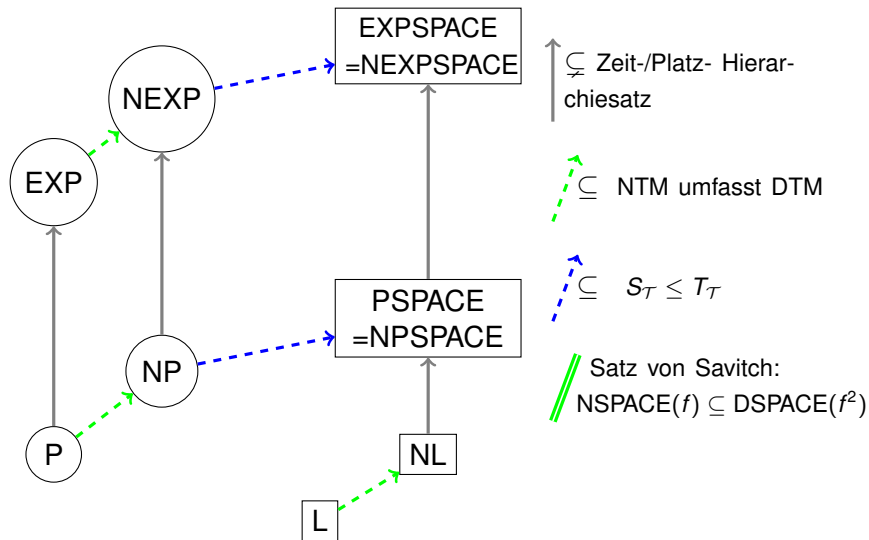 EXPSPACE
=NEXPSPACE
NEXP
EXP
PSPACE
=NPSPACE
NP
P
NL
L
⊊ Zeit-/Platz- Hierar-
chiesatz
⊆ NTM umfasst DTM
⊆ S_𝒯 ≤ T_𝒯
Satz von Savitch:
NSPACE(f) ⊆ DSPACE(f²)